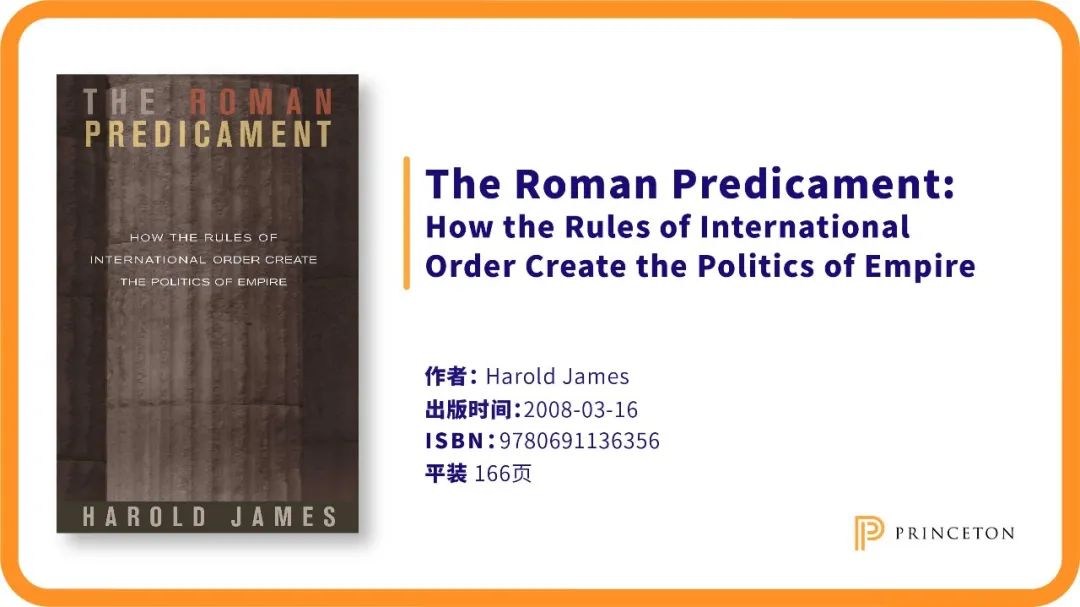 THE ROMAN
PREDICAMENT
HOW THE RULES OF
INTERNATIONAL ORDER CREATE
THE POLITICS OF EMPIRE
HAROLD JAMES
The Roman Predicament:
How the Rules of International
Order Create the Politics of Empire
作者： Harold James
出版时间：2008-03-16
ISBN：9780691136356
平装 166页
PRINCETON